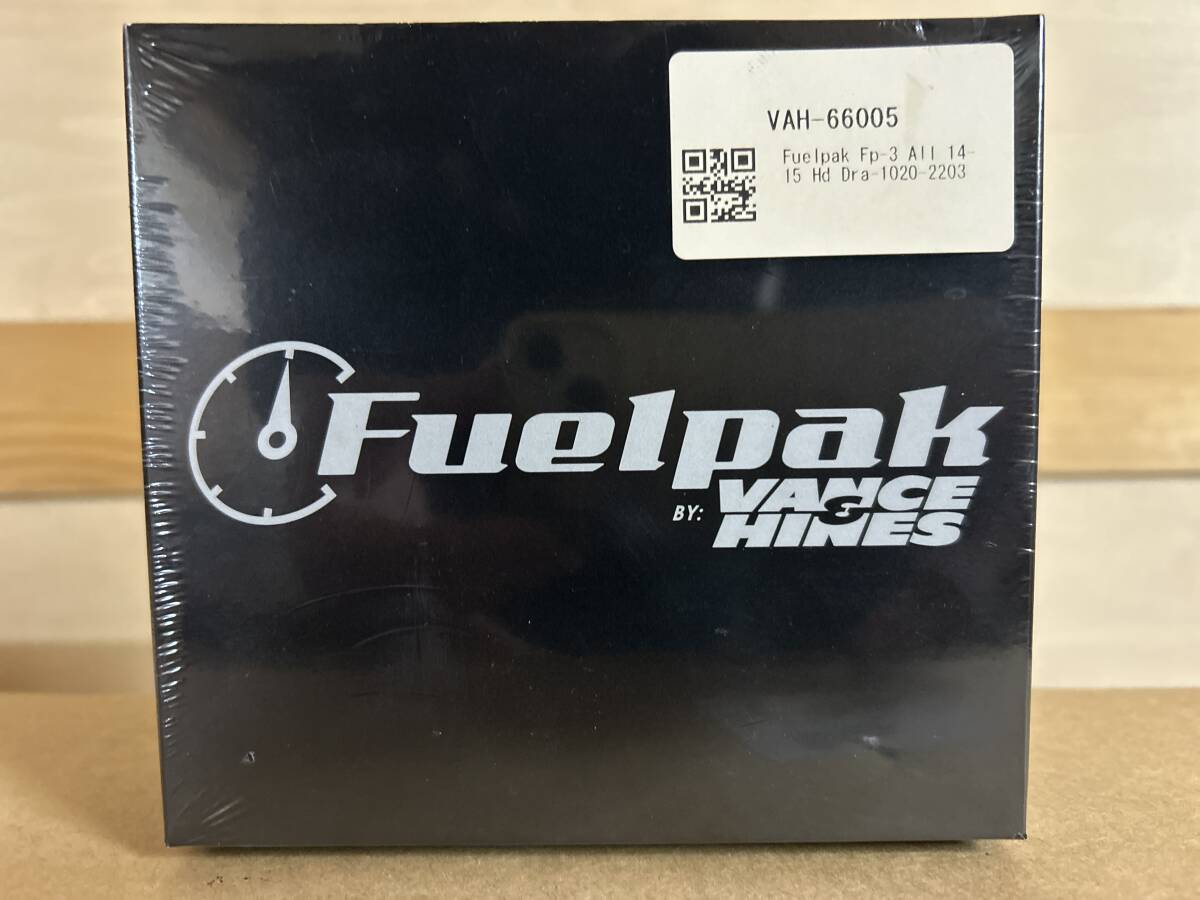 VAH-66005
Fuelpak Fp-3 All 14-
15 Hd Dra-1020-2203
Fuelpak
BY: VANCE
& HINES